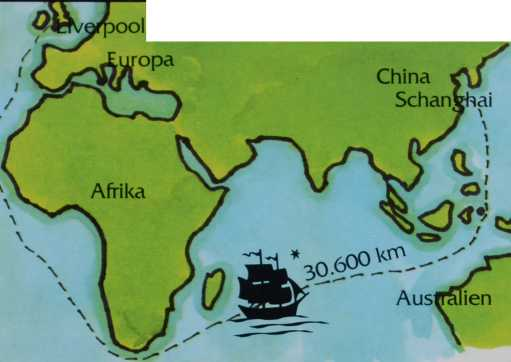 Liverpool
Europa
China
Schanghai
Afrika
*
30.600 km
Australien